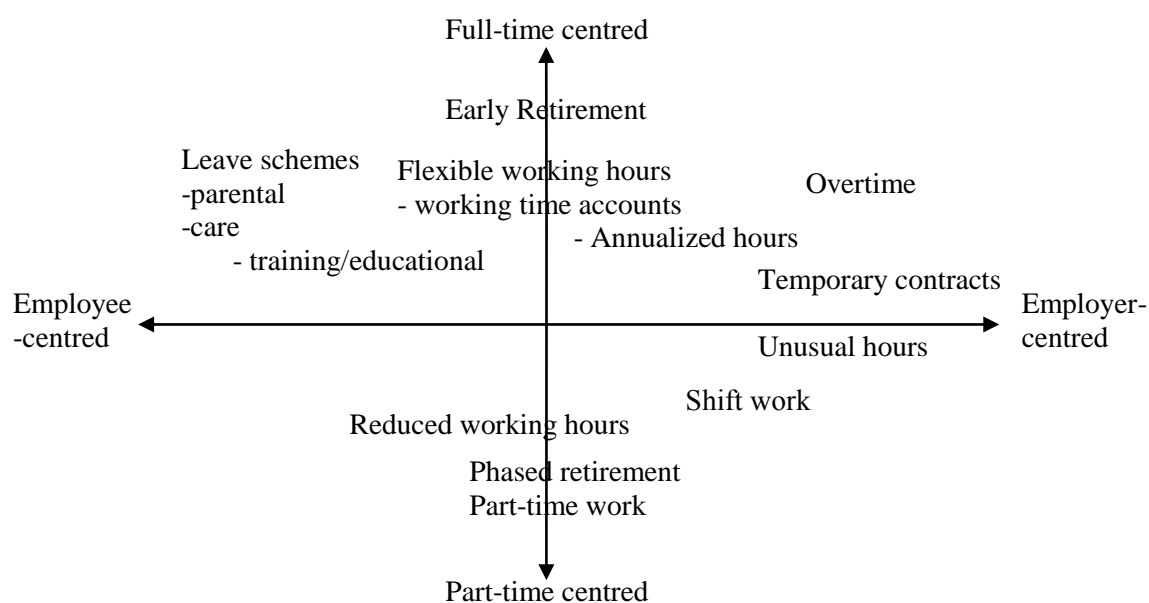 Full-time centred
Early Retirement
Leave schemes
-parental
-care
- training/educational
Flexible working hours
- working time accounts
- Annualized hours
Overtime
Temporary contracts
Employee
-centred
Employer-
centred
Unusual hours
Shift work
Reduced working hours
Phased retirement
Part-time work
Part-time centred